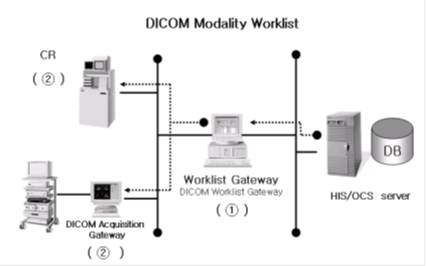 DICOM Modality Worklist
CR
( ② )
DB
Worklist Gateway
DICOM Worklist Gateway
( ① )
HIS/OCS server
DICOM Acquisition
Gateway
( ② )